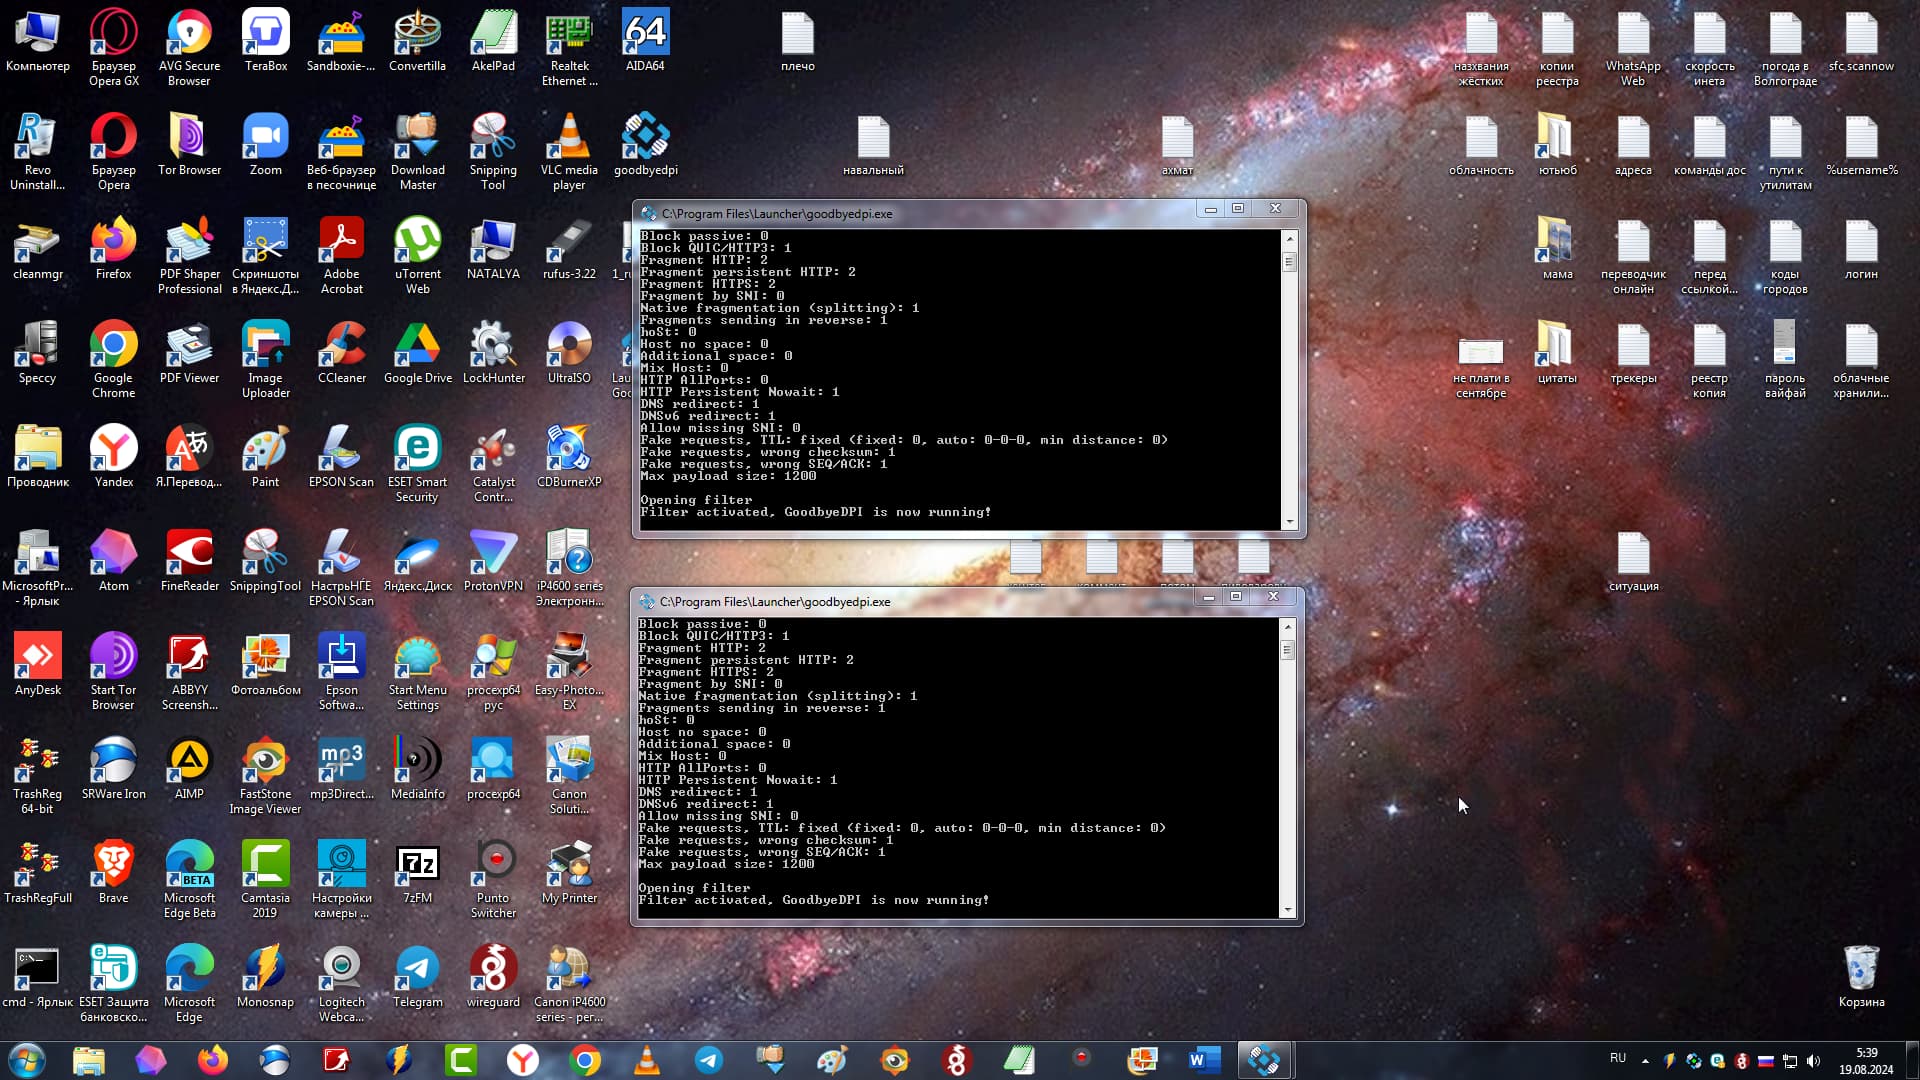 Компьютер
Браузер
Opera GX
AVG Secure
Browser
TeraBox
Sandboxie-...
Convertilla
AkelPad
Realtek
Ethernet ...
64
AIDA64
плечо
назхвания
жёстких
копии
реестра
WhatsApp
Web
скорость
инета
погода в
Волгограде
sfc scannow
Revo
Uninstall...
Браузер
Opera
Tor Browser
Zoom
Веб-браузер
в песочнице
Download
Master
Snipping
Tool
VLC media
player
goodbyedpi
навальный
ахмат
облачность
ютьюб
адреса
команды дос
пути к
утилитам
%username%
cleanmgr
Firefox
PDF Shaper
Professional
Скриншоты
в Яндекс.Д...
Adobe
Acrobat
uTorrent
Web
NATALYA
rufus-3.22
мама
переводчик
онлайн
перед
ссылкой...
коды
городов
логин
Speccy
Google
Chrome
PDF Viewer
Image
Uploader
CCleaner
Google Drive
LockHunter
UltraISO
не плати в
сентябре
цитаты
трекеры
реестр
копия
пароль
вайфай
облачные
хранили...
Проводник
Yandex
Я.Перевод...
Paint
EPSON Scan
ESET Smart
Security
Catalyst
Contr...
CDBurnerXP
MicrosoftPr...
- Ярлык
Atom
FineReader
SnippingTool
НастрЬНГЕ
EPSON Scan
Яндекс.Диск
ProtonVPN
iP4600 series
Электронн...
ситуация
AnyDesk
Start Tor
Browser
ABBYY
Screensh...
Фотоальбом
Epson
Softwa...
Start Menu
Settings
procexp64
рус
Easy-Photo...
EX
TrashReg
64-bit
SRWare Iron
AIMP
FastStone
Image Viewer
mp3
mp3Direct...
MediaInfo
procexp64
Canon
Soluti...
TrashRegFull
Brave
BETA
Microsoft
Edge Beta
Camtasia
2019
Настройки
камеры ...
7z
7zFM
Punto
Switcher
My Printer
cmd - Ярлык
ESET Защита
банковско...
Microsoft
Edge
Monosnap
Logitech
Webca...
Telegram
wireguard
Canon iP4600
series - рег...
Корзина
C:\Program Files\Launcher\goodbyedpi.exe
Block passive: 0
Block QUIC/HTTP3: 1
Fragment HTTP: 2
Fragment persistent HTTP: 2
Fragment HTTPS: 2
Fragment by SNI: 0
Native fragmentation (splitting): 1
Fragments sending in reverse: 1
hoSt: 0
Host no space: 0
Additional space: 0
Mix Host: 0
HTTP AllPorts: 0
HTTP Persistent Nowait: 1
DNS redirect: 1
DNSv6 redirect: 1
Allow missing SNI: 0
Fake requests, TTL: fixed (fixed: 0, auto: 0-0-0, min distance: 0)
Fake requests, wrong checksum: 1
Fake requests, wrong SEQ/ACK: 1
Max payload size: 1200
Opening filter
Filter activated, GoodbyeDPI is now running!
C:\Program Files\Launcher\goodbyedpi.exe
Block passive: 0
Block QUIC/HTTP3: 1
Fragment HTTP: 2
Fragment persistent HTTP: 2
Fragment HTTPS: 2
Fragment by SNI: 0
Native fragmentation (splitting): 1
Fragments sending in reverse: 1
hoSt: 0
Host no space: 0
Additional space: 0
Mix Host: 0
HTTP AllPorts: 0
HTTP Persistent Nowait: 1
DNS redirect: 1
DNSv6 redirect: 1
Allow missing SNI: 0
Fake requests, TTL: fixed (fixed: 0, auto: 0-0-0, min distance: 0)
Fake requests, wrong checksum: 1
Fake requests, wrong SEQ/ACK: 1
Max payload size: 1200
Opening filter
Filter activated, GoodbyeDPI is now running!
RU
5:39
19.08.2024